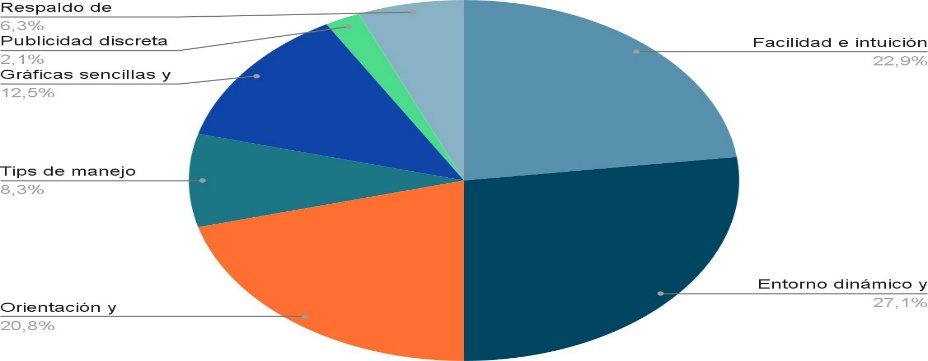 Respaldo de
6,3%
Publicidad discreta
2,1%
Gráficas sencillas y
12,5%
Tips de manejo
8,3%
Orientación y
20,8%
Facilidad e intuición
22,9%
Entorno dinámico y
27,1%